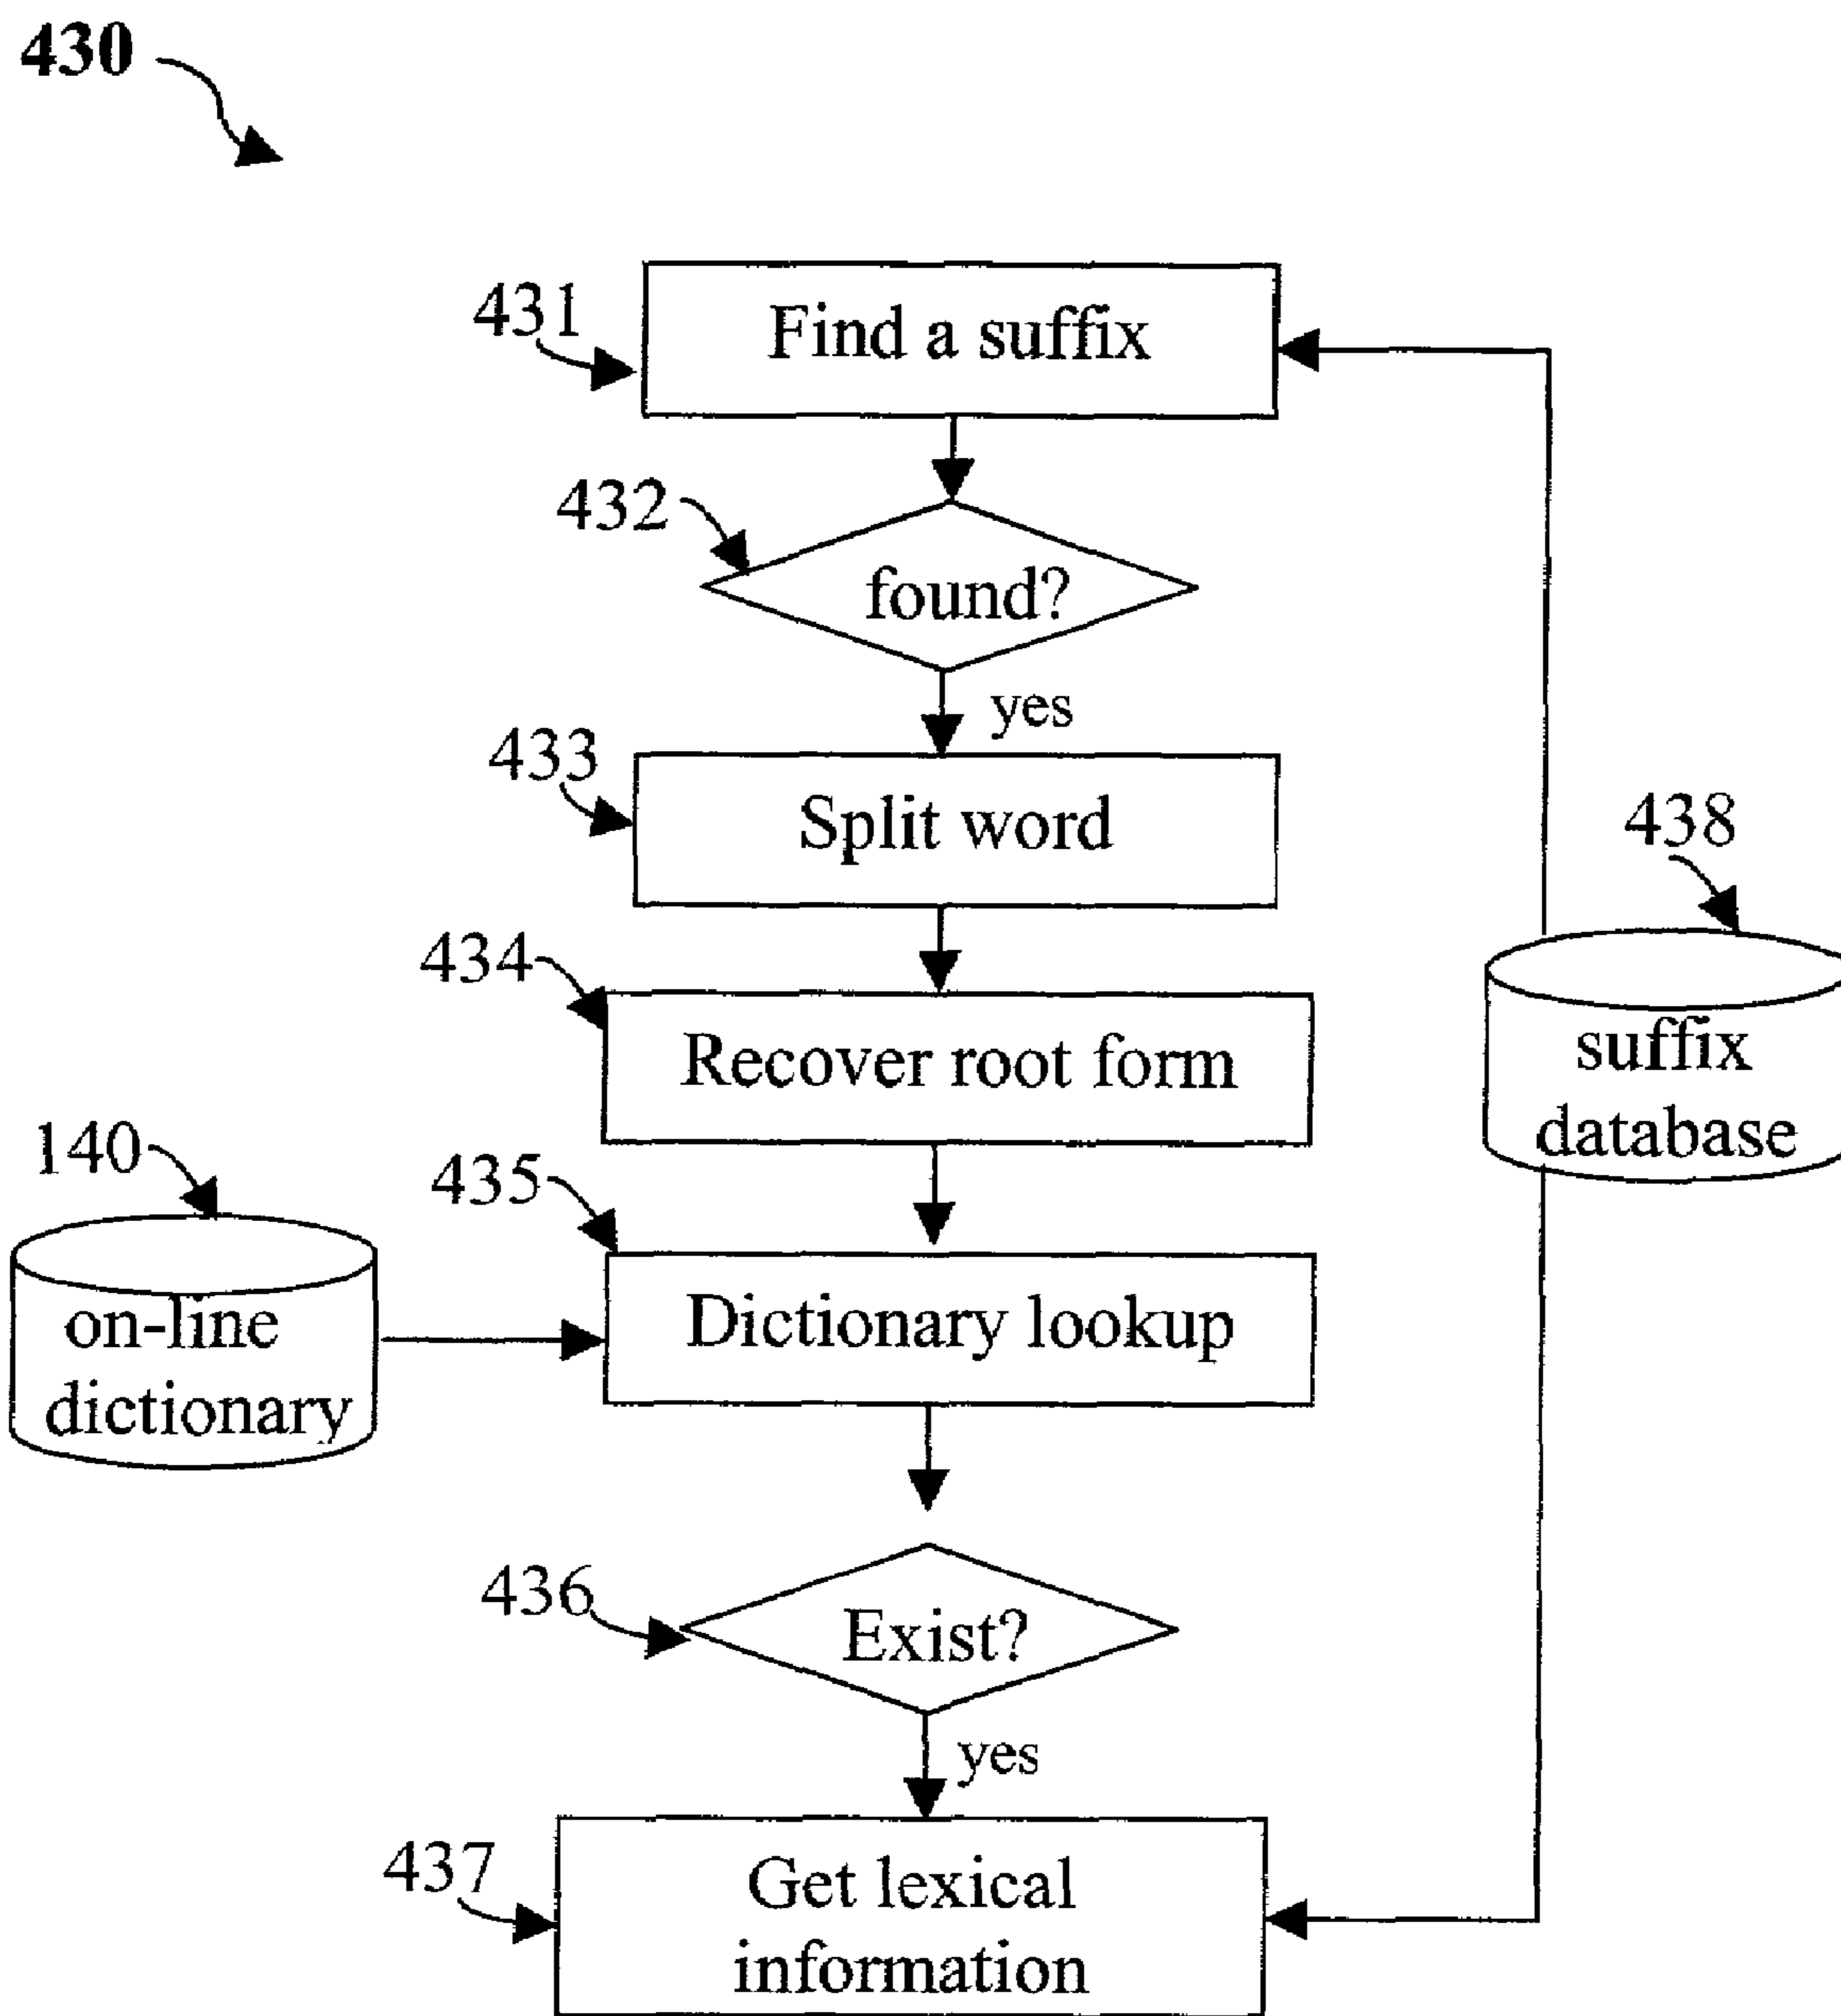 430
431
Find a suffix
432
found?
yes
433
Split word
438
434
Recover root form
suffix
database
140
435
on-line
dictionary
Dictionary lookup
436
Exist?
yes
437
Get lexical
information